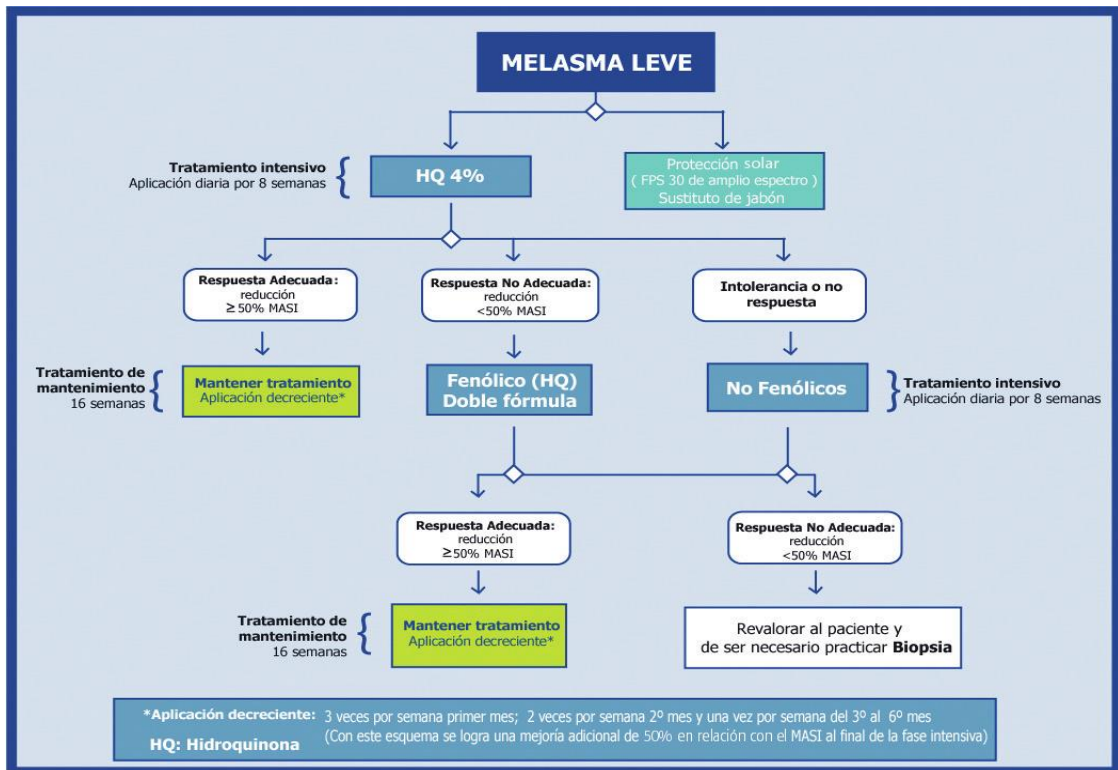 MELASMA LEVE
Tratamiento intensivo
Aplicación diaria por 8 semanas
HQ 4%
Protección solar
( FPS 30 de amplio espectro )
Sustituto de jabón
Respuesta Adecuada:
reducción
≥50% MASI
Respuesta No Adecuada:
reducción
<50% MASI
Intolerancia o no
respuesta
Tratamiento de
mantenimiento
16 semanas
Mantener tratamiento
Aplicación decreciente*
Fenólico (HQ)
Doble fórmula
No Fenólicos
Tratamiento intensivo
Aplicación diaria por 8 semanas
Respuesta Adecuada:
reducción
≥50% MASI
Respuesta No Adecuada:
reducción
<50% MASI
Tratamiento de
mantenimiento
16 semanas
Mantener tratamiento
Aplicación decreciente*
Revalorar al paciente y
de ser necesario practicar Biopsia
*Aplicación decreciente: 3 veces por semana primer mes; 2 veces por semana 2º mes y una vez por semana del 3º al 6º mes
(Con este esquema se logra una mejoría adicional de 50% en relación con el MASI al final de la fase intensiva)
HQ: Hidroquinona